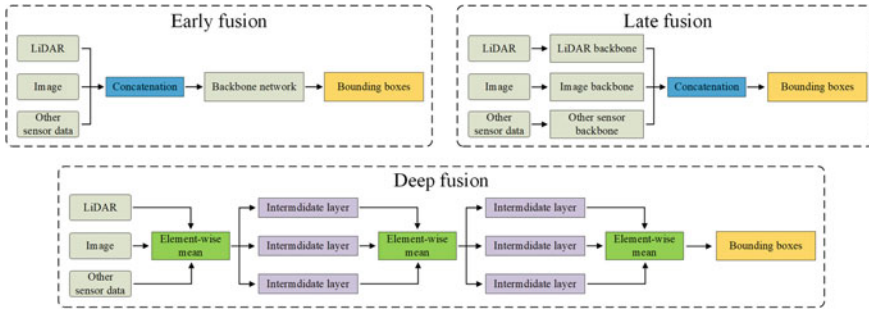 Early fusion
LiDAR
Image
Other
sensor data
Concatenation
Backbone network
Bounding boxes
Late fusion
LiDAR
Image
Other
sensor data
LiDAR backbone
Image backbone
Other sensor
backbone
Concatenation
Bounding boxes
Deep fusion
LiDAR
Image
Other
sensor data
Element-wise
mean
Intermdidate layer
Intermdidate layer
Intermdidate layer
Element-wise
mean
Intermdidate layer
Intermdidate layer
Intermdidate layer
Element-wise
mean
Bounding boxes